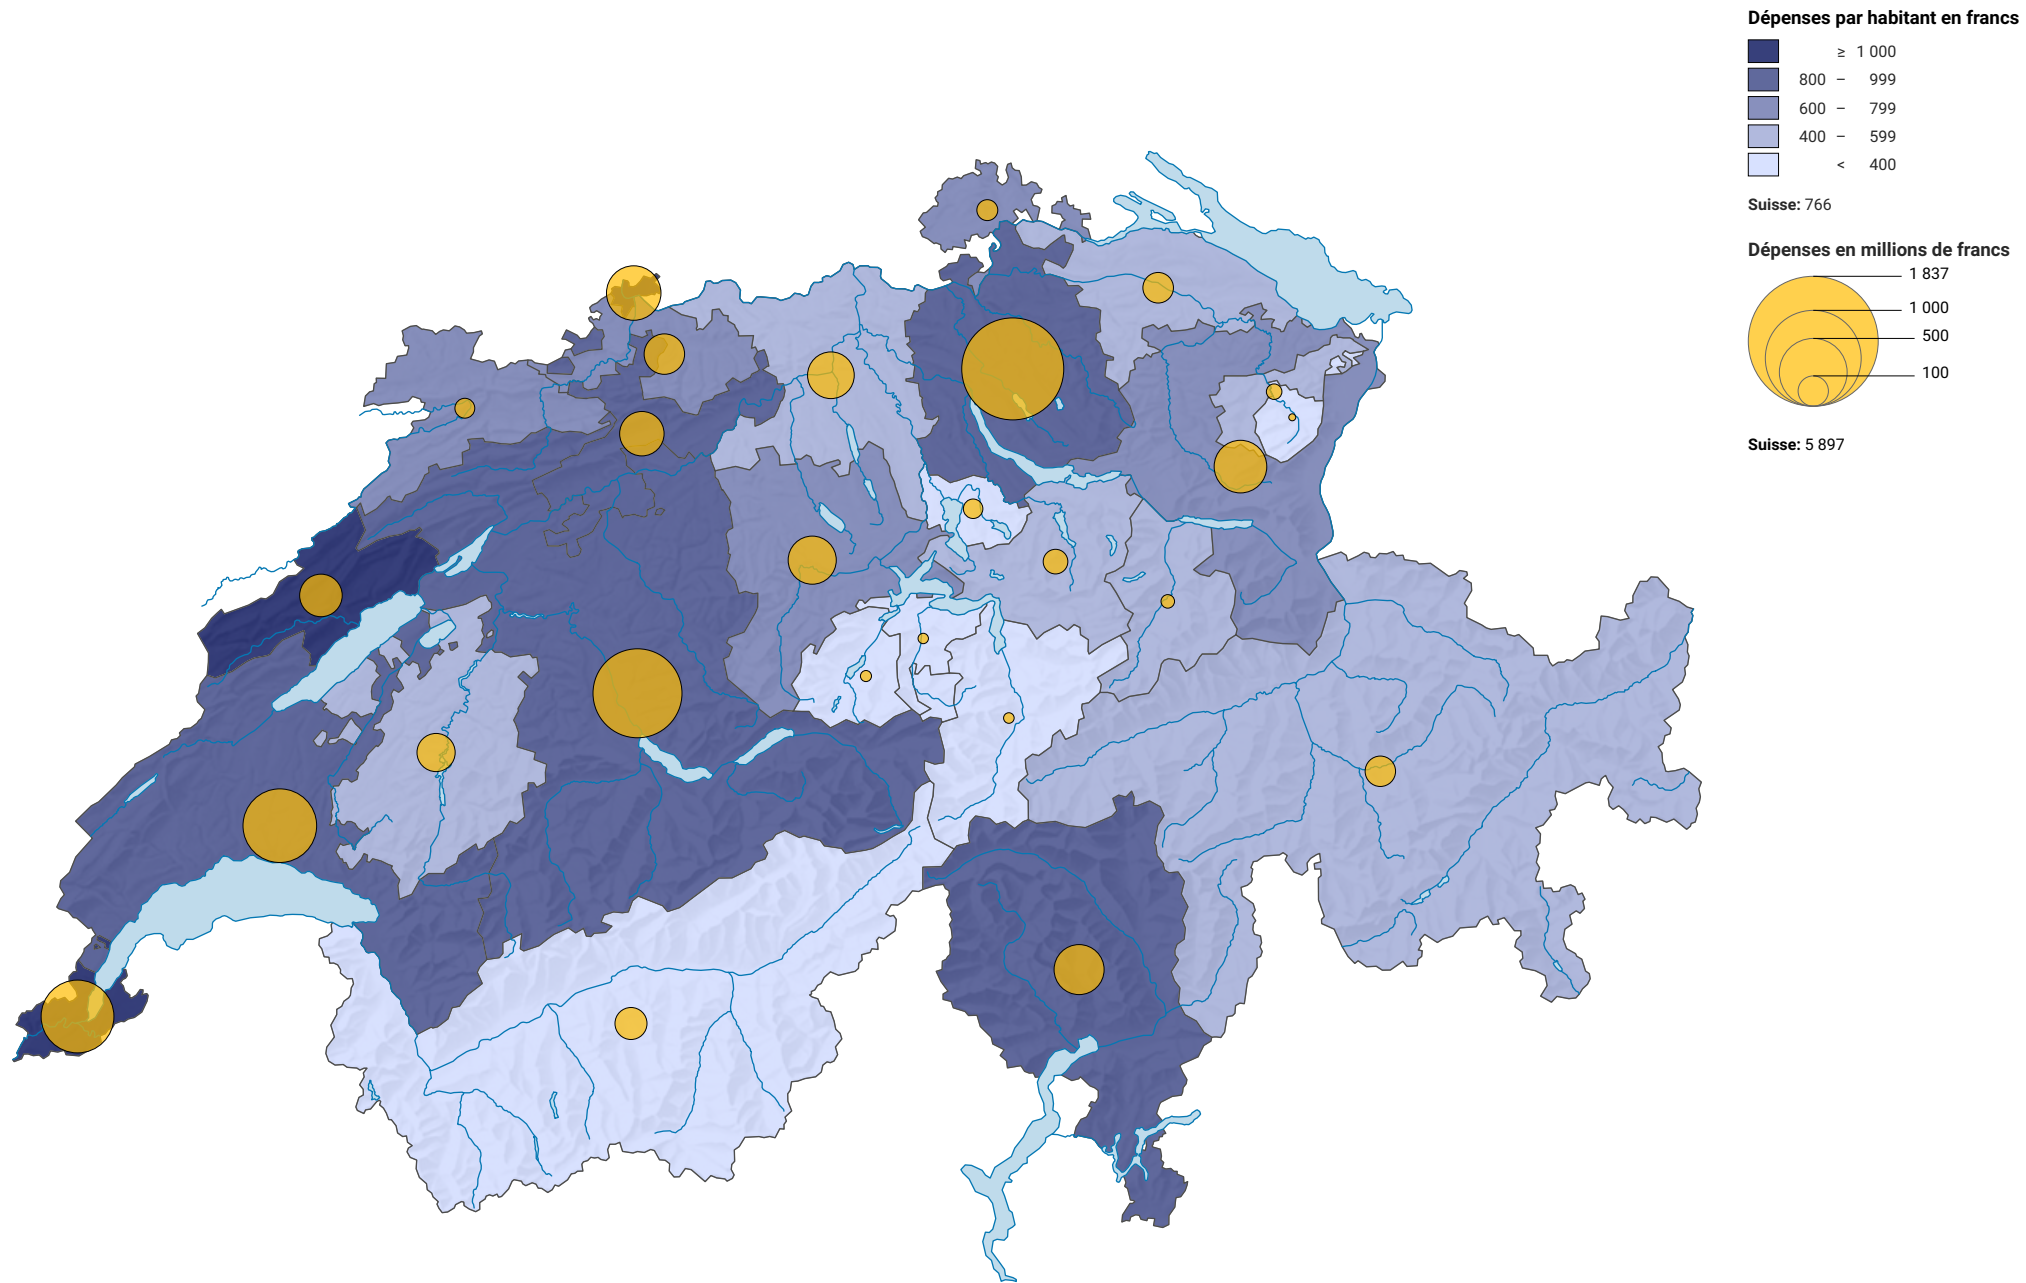 Dépenses par habitant en francs
≥ 1 000
800 – 999
600 – 799
400 – 599
< 400
Suisse: 766
Dépenses en millions de francs
1 837
1 000
500
100
Suisse: 5 897